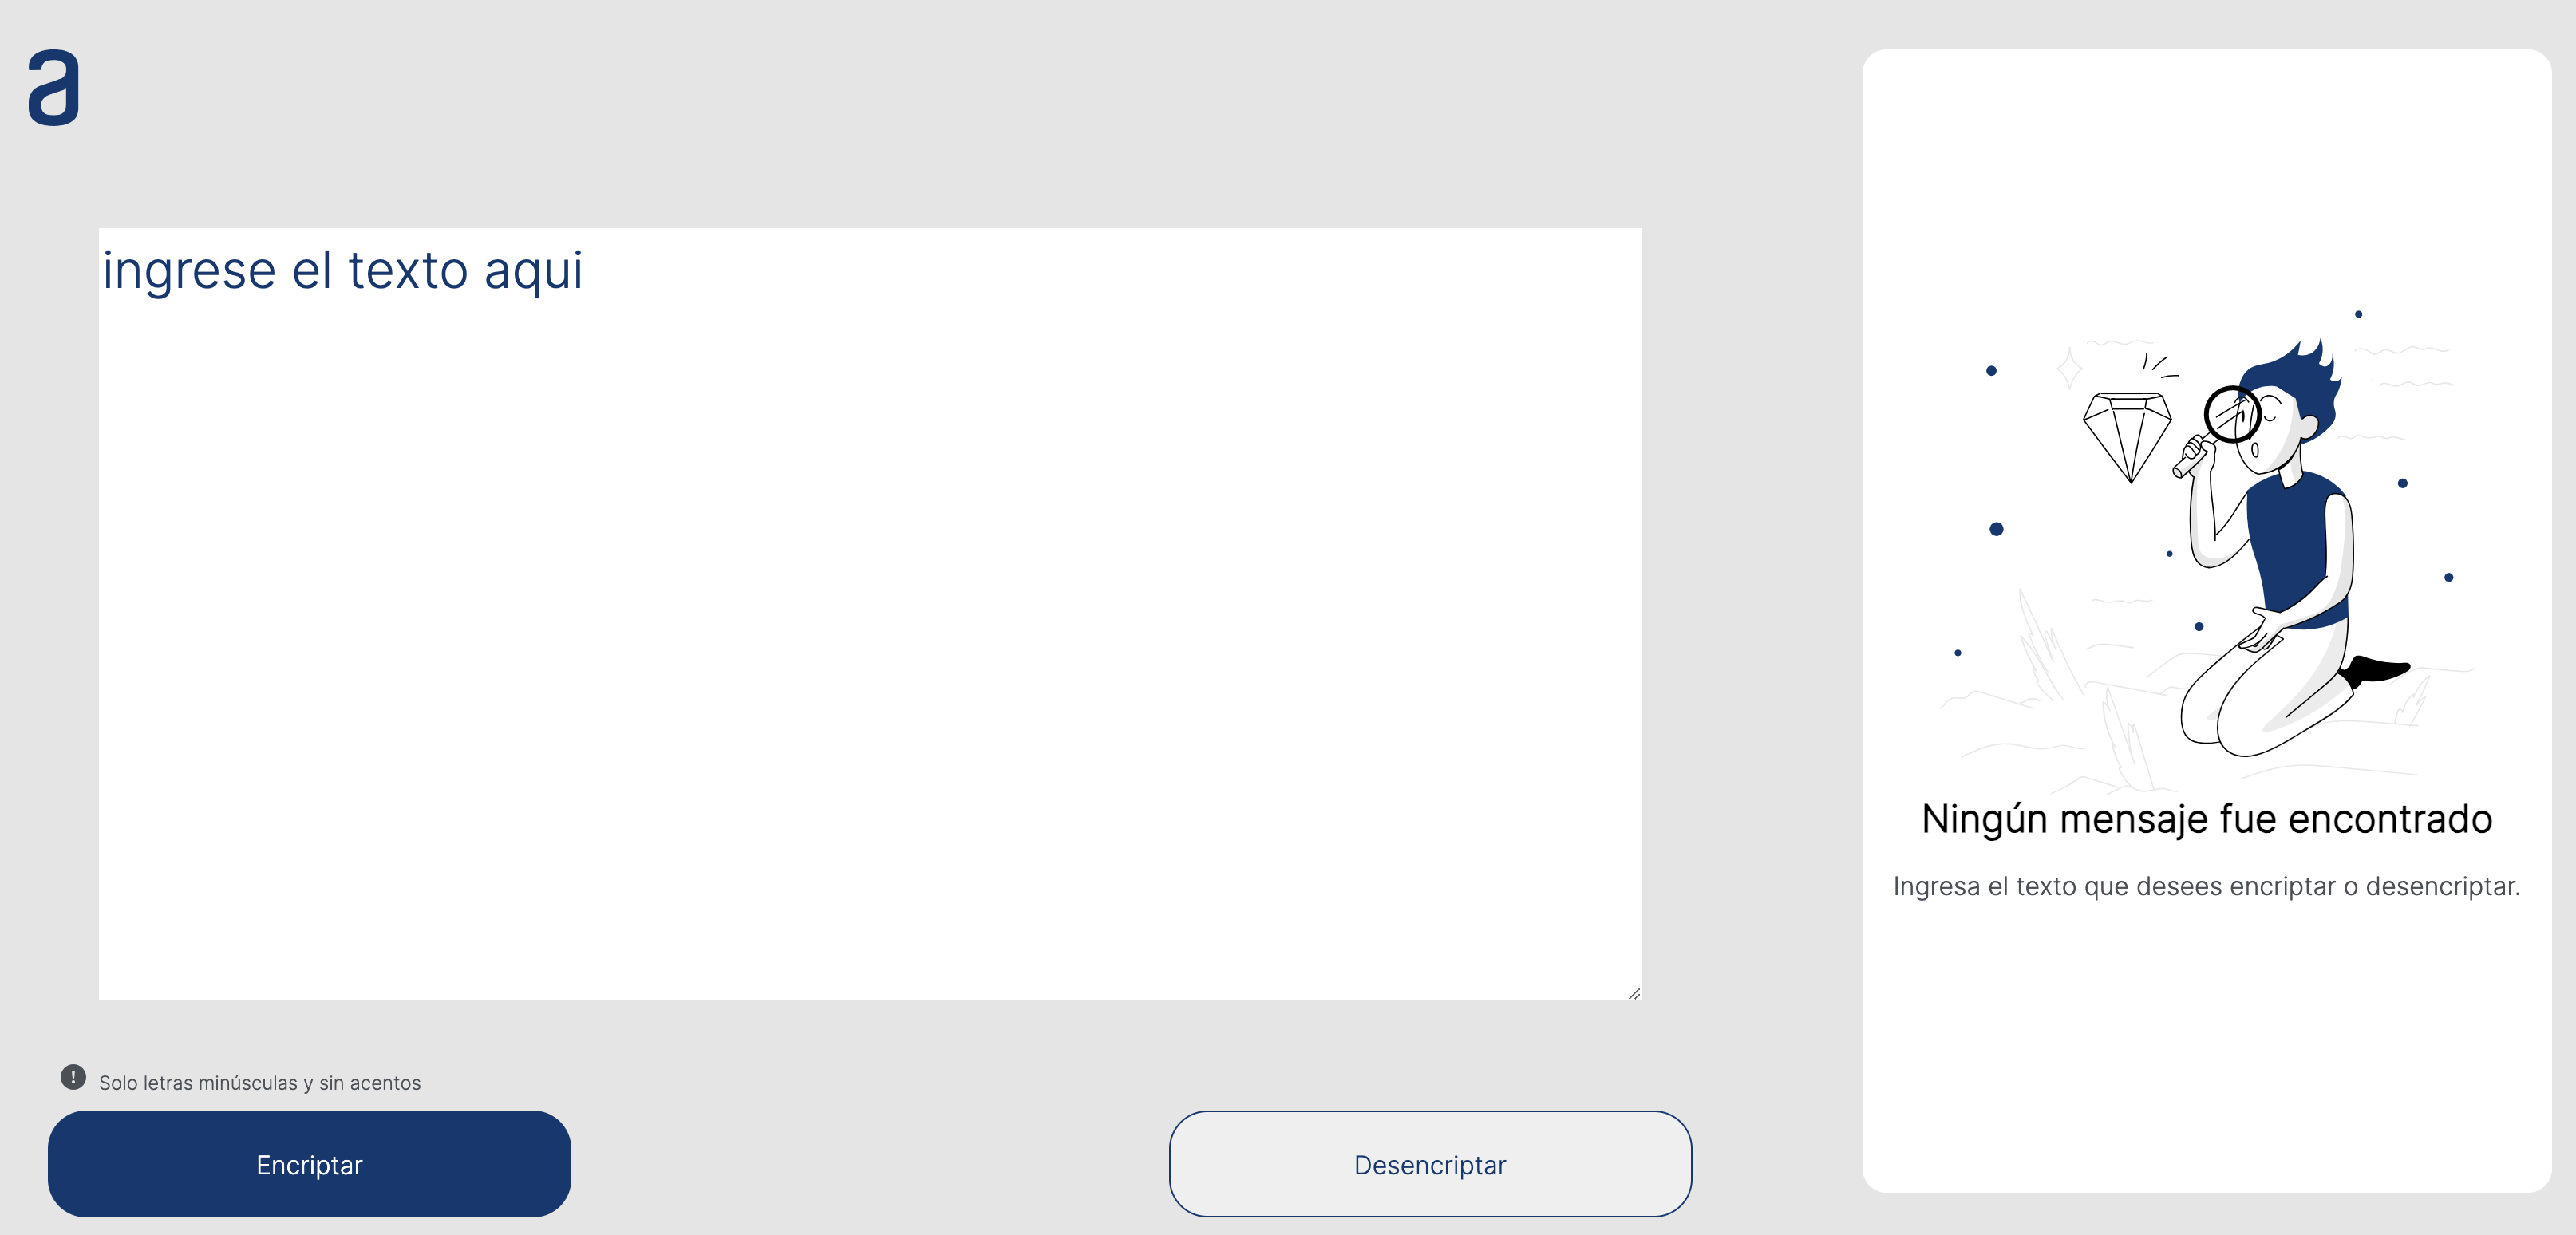 a
ingrese el texto aqui
Solo letras minúsculas y sin acentos
Encriptar
Desencriptar
Ningún mensaje fue encontrado
Ingresa el texto que desees encriptar o desencriptar.